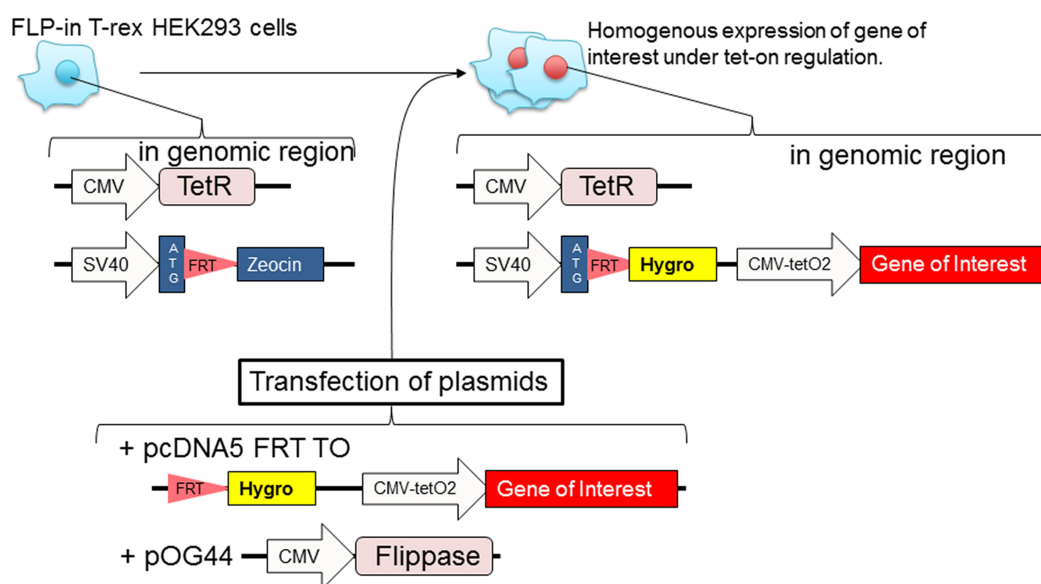 FLP-in T-rex HEK293 cells
Homogenous expression of gene of
interest under tet-on regulation.
in genomic region
CMV TetR
SV40 ATG FRT Zeocin
in genomic region
CMV TetR
SV40 ATG FRT Hygro CMV-tetO2 Gene of Interest
Transfection of plasmids
+ pcDNA5 FRT TO
FRT Hygro CMV-tetO2 Gene of Interest
+ pOG44 CMV Flippase